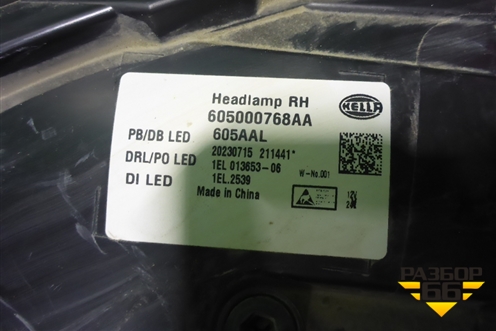 Headlamp RH
HELLA
605000768AA
PB/DB LED 605AAL
DRL/PO LED 20230715 211441*
1EL 013653-06 W-No.001
DI LED 1EL.2539
Made in China
12V
РАЗБОР
66